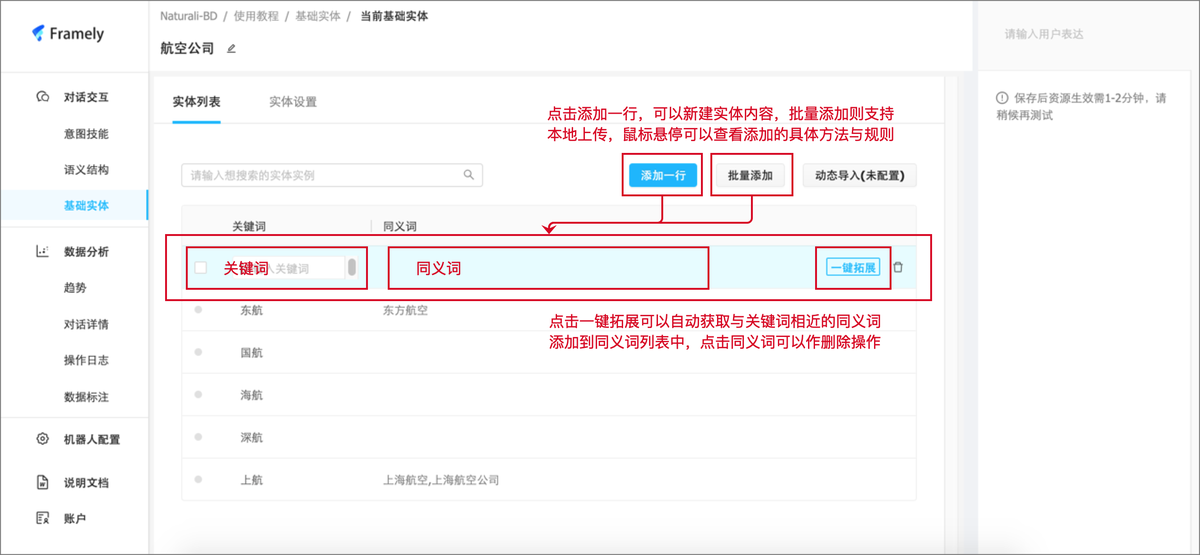 Framely
Naturali-BD / 使用教程 / 基础实体 / 当前基础实体
航空公司
请输入用户表达
保存后资源生效需1-2分钟，请
稍候再测试
对话交互
意图技能
语义结构
基础实体
数据分析
趋势
对话详情
操作日志
数据标注
机器人配置
说明文档
账户
实体列表
实体设置
点击添加一行，可以新建实体内容，批量添加则支持
本地上传，鼠标悬停可以查看添加的具体方法与规则
请输入想搜索的实体实例
添加一行
批量添加
动态导入(未配置)
关键词
同义词
关键词
入关键词
同义词
一键拓展
东航
东方航空
点击一键拓展可以自动获取与关键词相近的同义词
添加到同义词列表中，点击同义词可以作删除操作
国航
海航
深航
上航
上海航空,上海航空公司